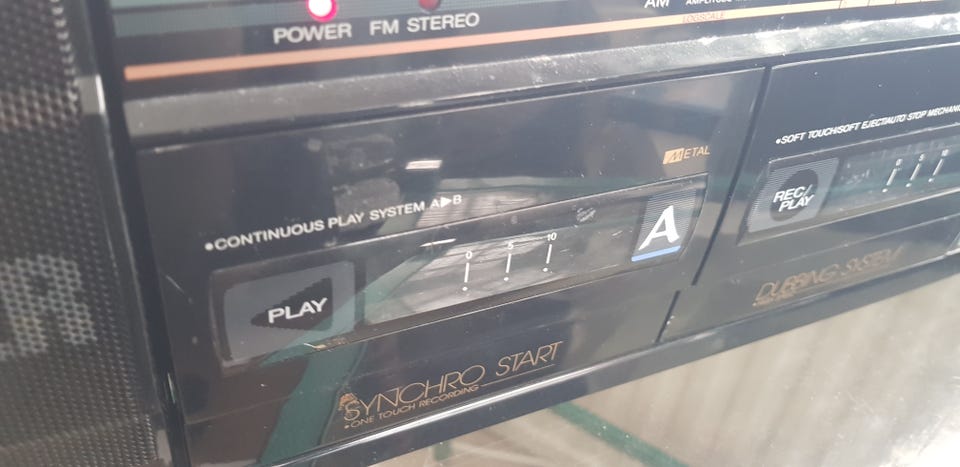 POWER FM STEREO
AM
LOGSCALE
METAL
•SOFT TOUCH/SOFT EJECT/AUTO STOP
•CONTINUOUS PLAY SYSTEM A▶B
REC/
PLAY
0 5 10
A
PLAY
DUBBING SYSTEM
SYNCHRO START
•ONE TOUCH RECORDING